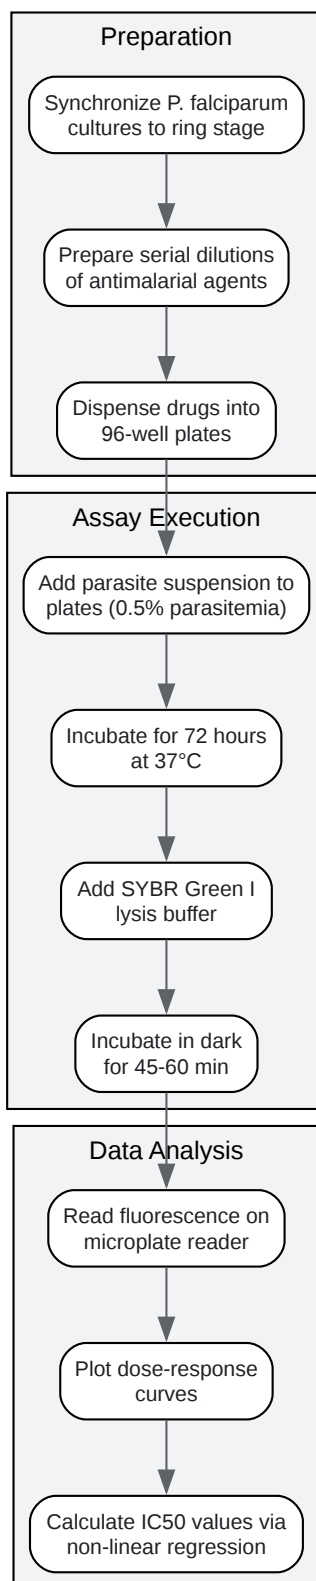 Preparation
Synchronize P. falciparum
cultures to ring stage
Prepare serial dilutions
of antimalarial agents
Dispense drugs into
96-well plates
Assay Execution
Add parasite suspension to
plates (0.5% parasitemia)
Incubate for 72 hours
at 37°C
Add SYBR Green I
lysis buffer
Incubate in dark
for 45-60 min
Data Analysis
Read fluorescence on
microplate reader
Plot dose-response
curves
Calculate IC50 values via
non-linear regression